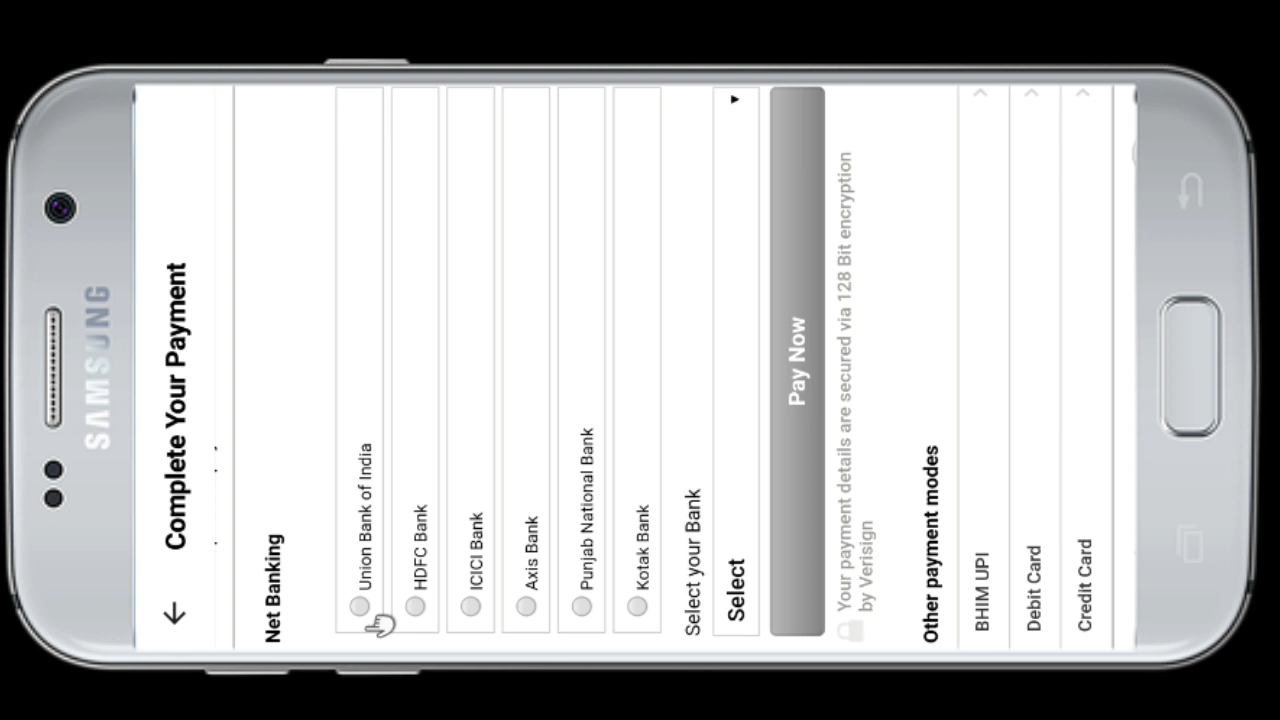 SAMSUNG
Complete Your Payment
Net Banking
Union Bank of India
HDFC Bank
ICICI Bank
Axis Bank
Punjab National Bank
Kotak Bank
Select your Bank
Select
Pay Now
Your payment details are secured via 128 Bit encryption
by Verisign
Other payment modes
BHIM UPI
Debit Card
Credit Card